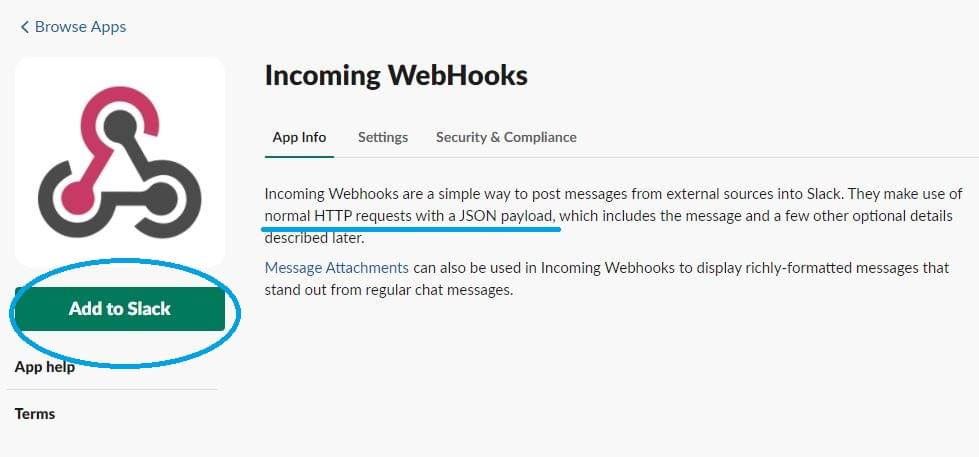 Browse Apps
Incoming WebHooks
App Info Settings Security & Compliance
Incoming Webhooks are a simple way to post messages from external sources into Slack. They make use of
normal HTTP requests with a JSON payload, which includes the message and a few other optional details
described later.
Message Attachments can also be used in Incoming Webhooks to display richly-formatted messages that
stand out from regular chat messages.
Add to Slack
App help
Terms